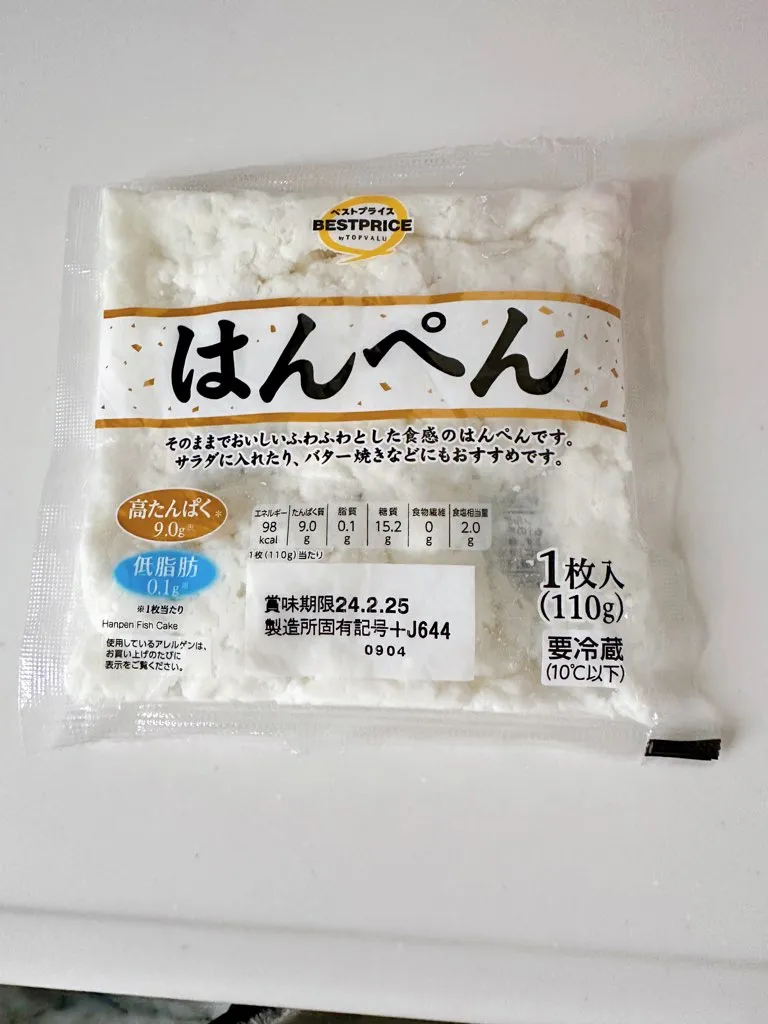 ベストプライス
BESTPRICE
by TOPVALU
はんぺん
そのままでおいしいふわふわとした食感のはんぺんです。
サラダに入れたり、バター焼きなどにもおすすめです。
高たんぱく※
9.0g※
低脂肪
0.1g※
※1枚当たり
エネルギー たんぱく質 脂質 糖質 食物繊維 食塩相当量
98 9.0 0.1 15.2 0 2.0
kcal g g g g g
1枚(110g)当たり
賞味期限24.2.25
製造所固有記号+J644
0904
1枚入
(110g)
要冷蔵
(10℃以下)
Hanpen Fish Cake
使用しているアレルゲンは、
お買い上げのたびに
表示をご覧ください。